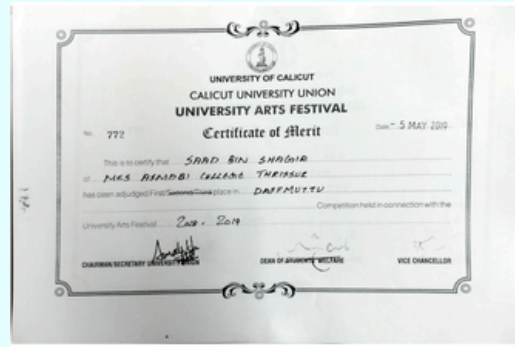 UNIVERSITY OF CALICUT
CALICUT UNIVERSITY UNION
UNIVERSITY ARTS FESTIVAL
No. 772 Certificate of Merit Date - 5 MAY 2019
This is to certify that SAAD BIN SHAGIR
of MES ASMABI COLLEGE THRISSUR
has been adjudged First/Second/Third place in DAFFMUTTU
Competition held in connection with the
University Arts Festival 2018 - 2019
CHAIRMAN/SECRETARY UNIVERSITY UNION DEAN OF STUDENTS WELFARE VICE CHANCELLOR